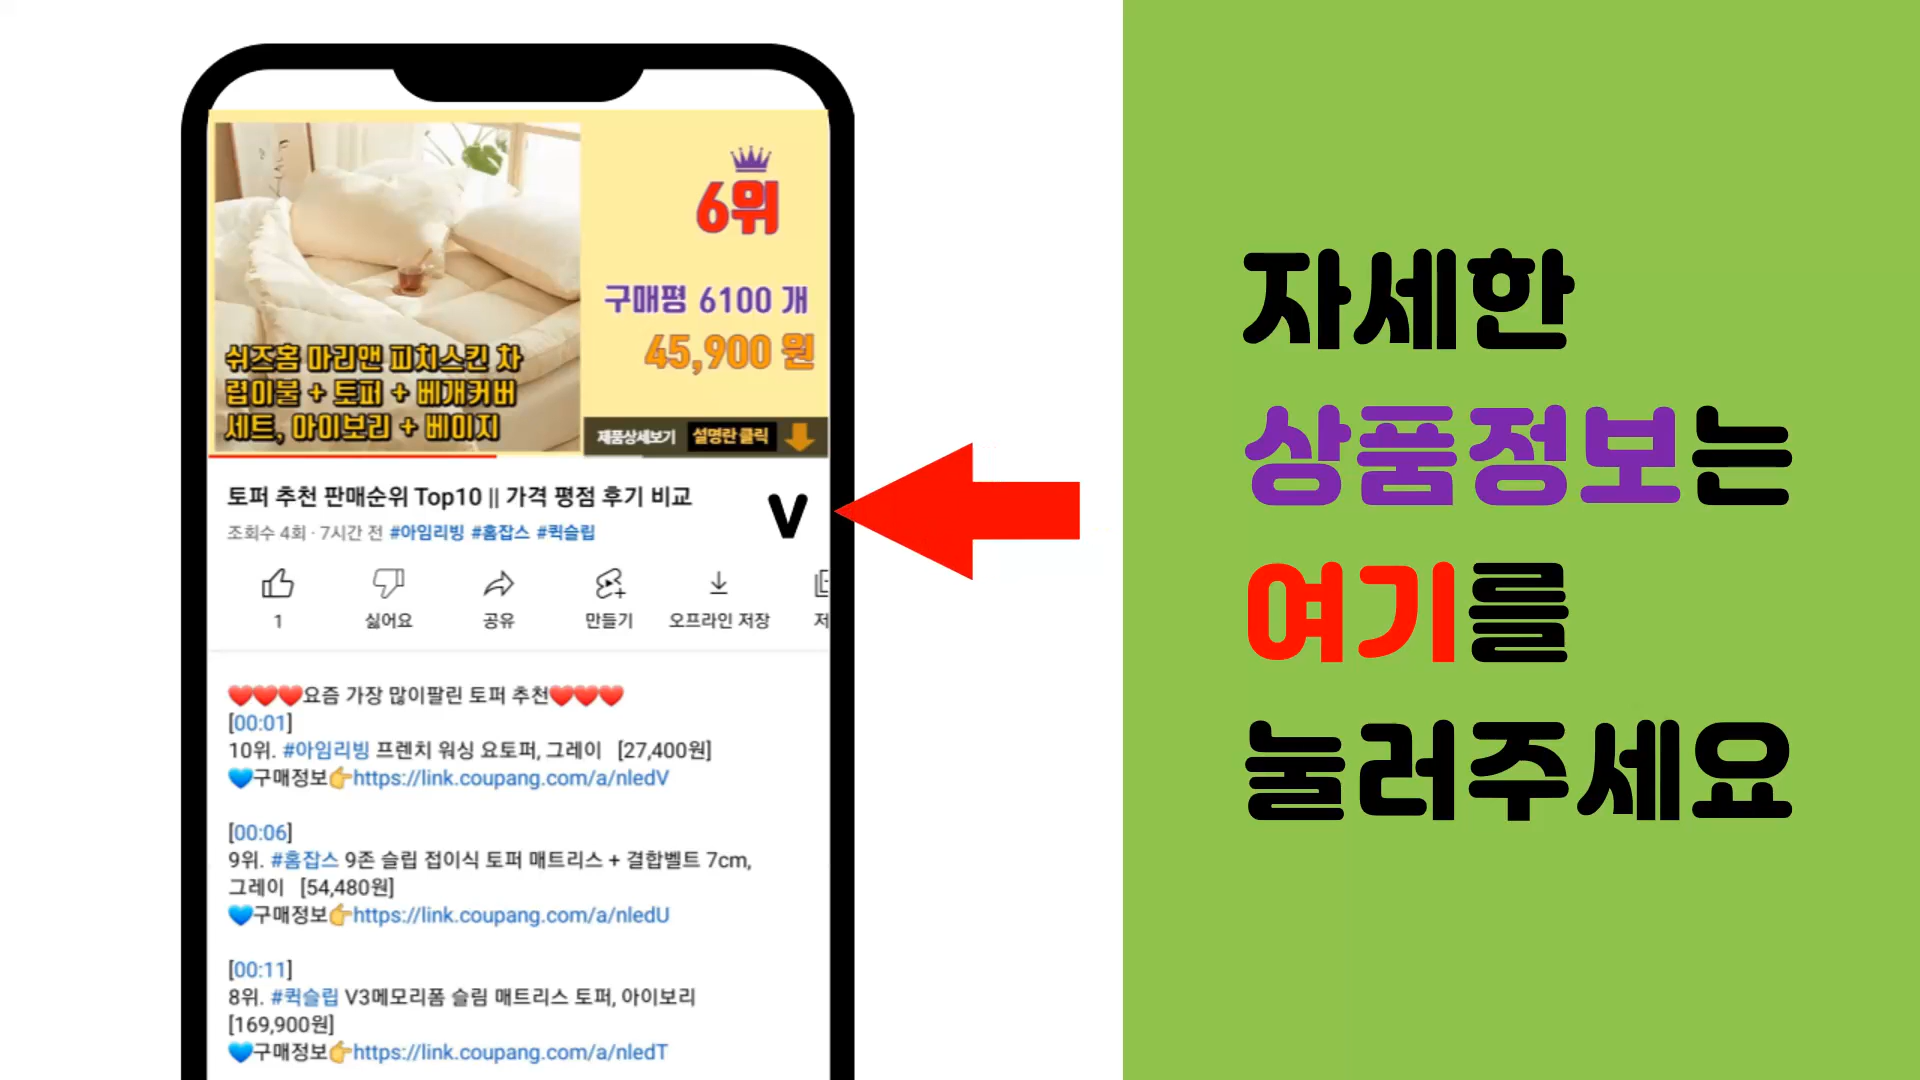 6위
구매평 6100 개
45,900 원
쉬즈홈 마리앤 피치스킨 차
렵이불 + 토퍼 + 베개커버
세트, 아이보리 + 베이지
제품상세보기 설명란 클릭
토퍼 추천 판매순위 Top10 || 가격 평점 후기 비교
V
조회수 4회 · 7시간 전 #아임리빙 #홈잡스 #퀵슬립
1 싫어요 공유 만들기 오프라인 저장 저
❤️❤️❤️요즘 가장 많이팔린 토퍼 추천❤️❤️❤️
[00:01]
10위. #아임리빙 프렌치 워싱 요토퍼, 그레이 [27,400원]
💙구매정보👉https://link.coupang.com/a/nledV
[00:06]
9위. #홈잡스 9존 슬립 접이식 토퍼 매트리스 + 결합벨트 7cm,
그레이 [54,480원]
💙구매정보👉https://link.coupang.com/a/nledU
[00:11]
8위. #퀵슬립 V3메모리폼 슬림 매트리스 토퍼, 아이보리
[169,900원]
💙구매정보👉https://link.coupang.com/a/nledT
자세한
상품정보는
여기를
눌러주세요